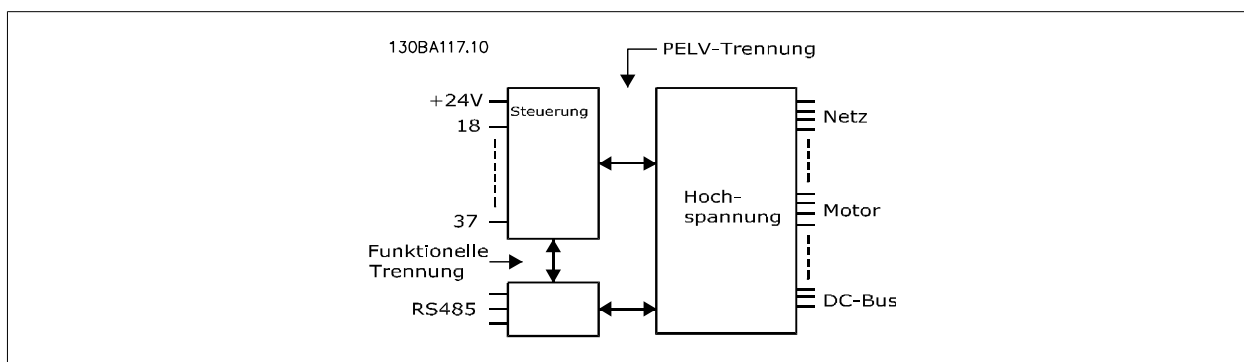 130BA117.10
PELV-Trennung
+24V
Steuerung
18
Netz
Hoch-
spannung
37
Motor
Funktionelle
Trennung
RS485
DC-Bus